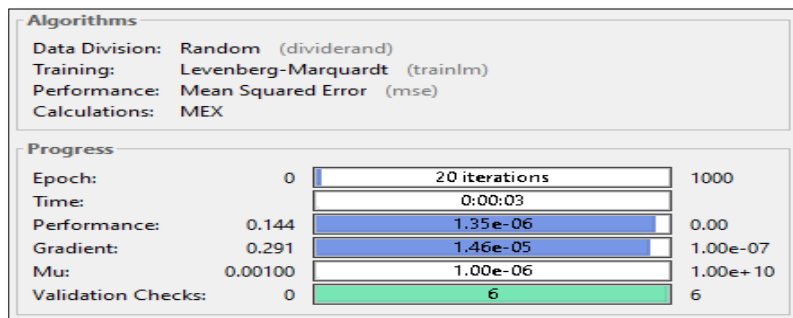 Algorithms
Data Division: Random (dividerand)
Training: Levenberg-Marquardt (trainlm)
Performance: Mean Squared Error (mse)
Calculations: MEX
Progress
Epoch: 0 20 iterations 1000
Time: 0:00:03
Performance: 0.144 1.35e-06 0.00
Gradient: 0.291 1.46e-05 1.00e-07
Mu: 0.00100 1.00e-06 1.00e+10
Validation Checks: 0 6 6